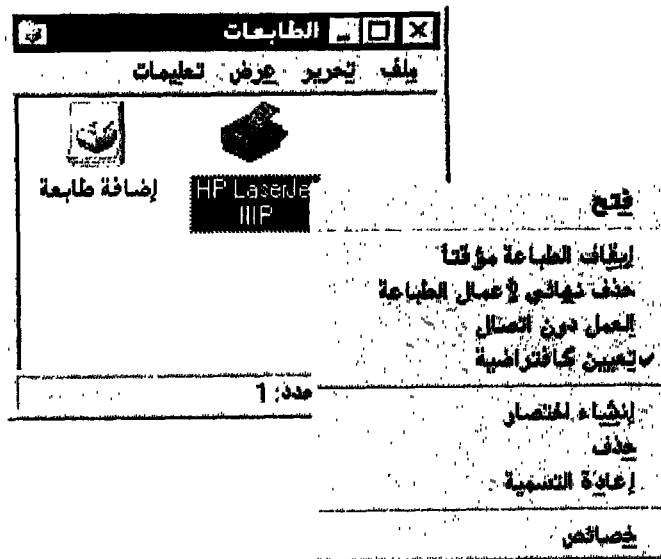 الطابعات
ملف تحرير عرض تعليمات
إضافة طابعة
HP LaserJe
IIIP
عدد: 1
فتح
إيقاف الطباعة مؤقتاً
حذف نهائي لأعمال الطباعة
العمل دون اتصال
تعيين كافتراضية
إنشاء اختصار
حذف
إعادة التسمية
خصائص